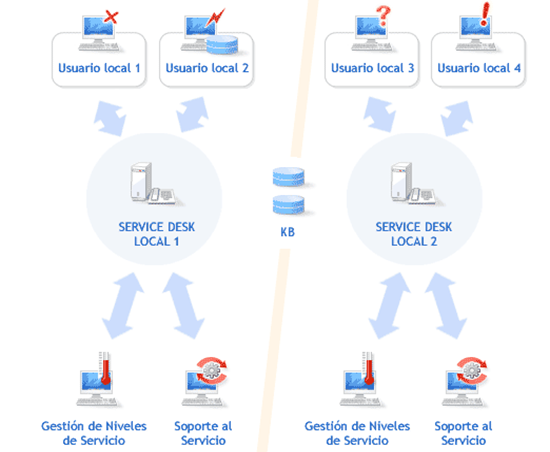 Usuario local 1
Usuario local 2
Usuario local 3
Usuario local 4
SERVICE DESK
LOCAL 1
KB
SERVICE DESK
LOCAL 2
Gestión de Niveles
de Servicio
Soporte al
Servicio
Gestión de Niveles
de Servicio
Soporte al
Servicio